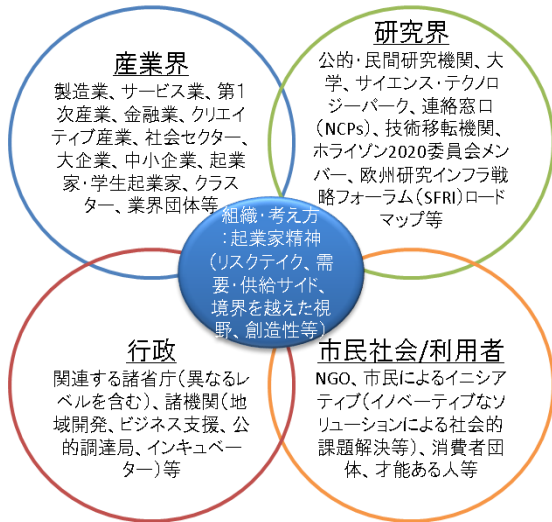 産業界
製造業、サービス業、第1
次産業、金融業、クリエイ
ティブ産業、社会セクター、
大企業、中小企業、起業
家・学生起業家、クラス
ター、業界団体等
研究界
公的・民間研究機関、大
学、サイエンス・テクノロ
ジーパーク、連絡窓口
(NCPs)、技術移転機関、
ホライゾン2020委員会メン
バー、欧州研究インフラ戦
略フォーラム(SFRI)ロード
マップ等
組織・考え方
：起業家精神
(リスクテイク、需
要・供給サイド、
境界を越えた視
野、創造性等)
行政
関連する諸省庁(異なるレ
ベルを含む)、諸機関(地
域開発、ビジネス支援、公
的調達局、インキュベー
ター)等
市民社会/利用者
NGO、市民によるイニシア
ティブ(イノベーティブなソ
リューションによる社会的
課題解決等)、消費者団
体、才能ある人等